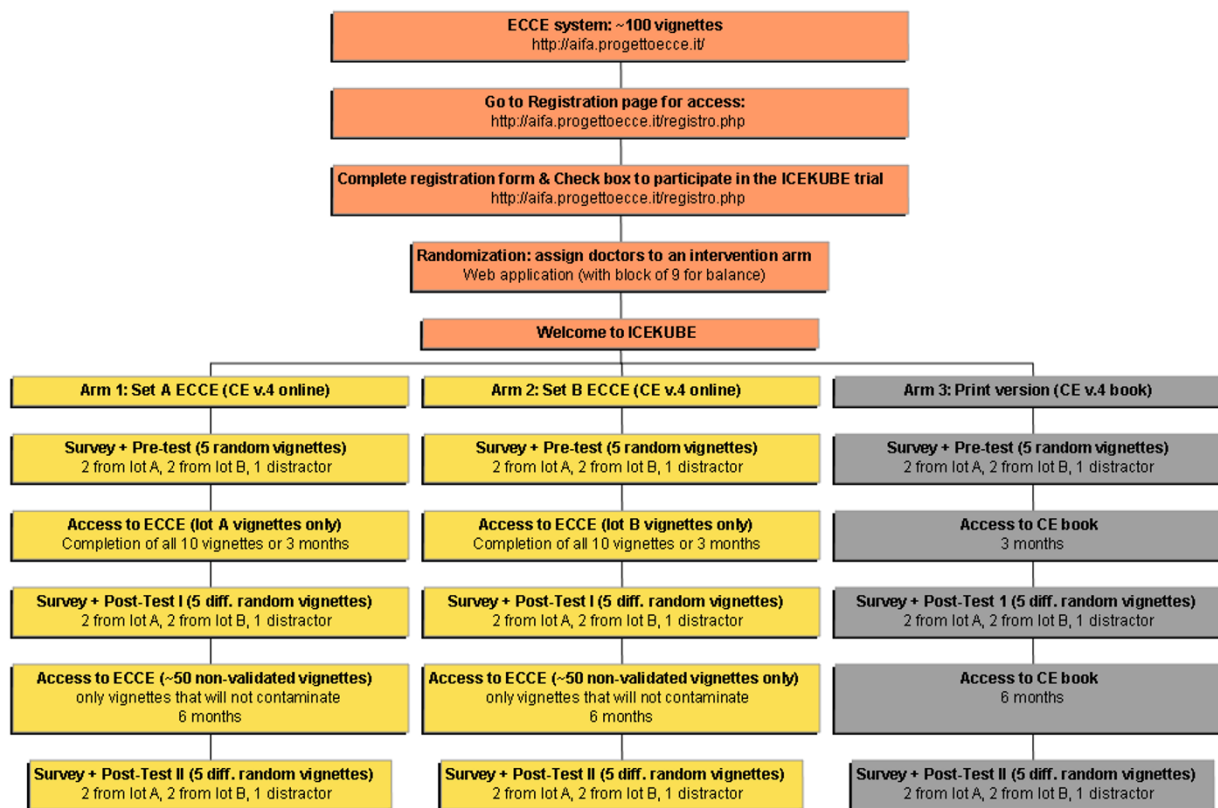 ECCE system: ~100 vignettes
http://aifa.progettoecce.it/
Go to Registration page for access:
http://aifa.progettoecce.it/registro.php
Complete registration form & Check box to participate in the ICEKUBE trial
http://aifa.progettoecce.it/registro.php
Randomization: assign doctors to an intervention arm
Web application (with block of 9 for balance)
Welcome to ICEKUBE
Arm 1: Set A ECCE (CE v.4 online)
Survey + Pre-test (5 random vignettes)
2 from lot A, 2 from lot B, 1 distractor
Access to ECCE (lot A vignettes only)
Completion of all 10 vignettes or 3 months
Survey + Post-Test I (5 diff. random vignettes)
2 from lot A, 2 from lot B, 1 distractor
Access to ECCE (~50 non-validated vignettes)
only vignettes that will not contaminate
6 months
Survey + Post-Test II (5 diff. random vignettes)
2 from lot A, 2 from lot B, 1 distractor
Arm 2: Set B ECCE (CE v.4 online)
Survey + Pre-test (5 random vignettes)
2 from lot A, 2 from lot B, 1 distractor
Access to ECCE (lot B vignettes only)
Completion of all 10 vignettes or 3 months
Survey + Post-Test I (5 diff. random vignettes)
2 from lot A, 2 from lot B, 1 distractor
Access to ECCE (~50 non-validated vignettes only)
only vignettes that will not contaminate
6 months
Survey + Post-Test II (5 diff. random vignettes)
2 from lot A, 2 from lot B, 1 distractor
Arm 3: Print version (CE v.4 book)
Survey + Pre-test (5 random vignettes)
2 from lot A, 2 from lot B, 1 distractor
Access to CE book
3 months
Survey + Post-Test 1 (5 diff. random vignettes)
2 from lot A, 2 from lot B, 1 distractor
Access to CE book
6 months
Survey + Post-Test II (5 diff. random vignettes)
2 from lot A, 2 from lot B, 1 distractor